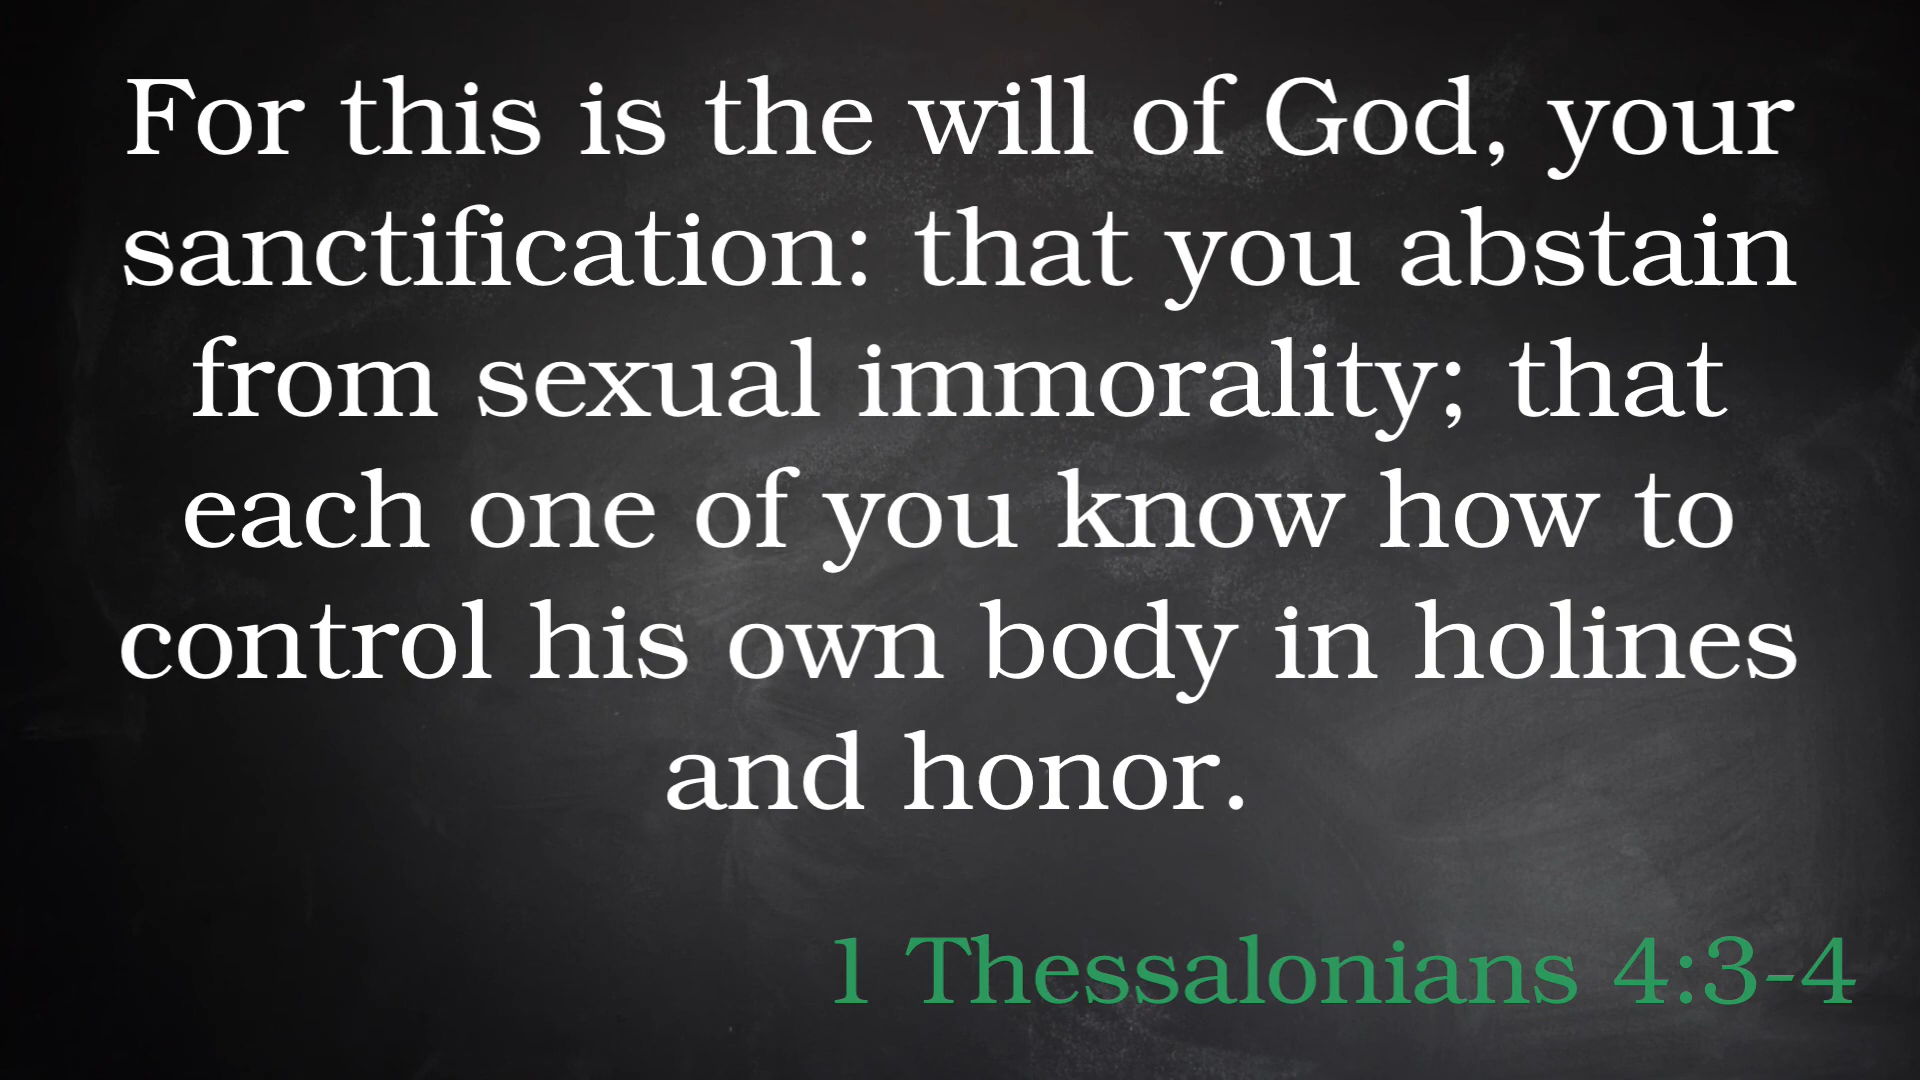 For this is the will of God, your
sanctification: that you abstain
from sexual immorality; that
each one of you know how to
control his own body in holines
and honor.
1 Thessalonians 4:3-4